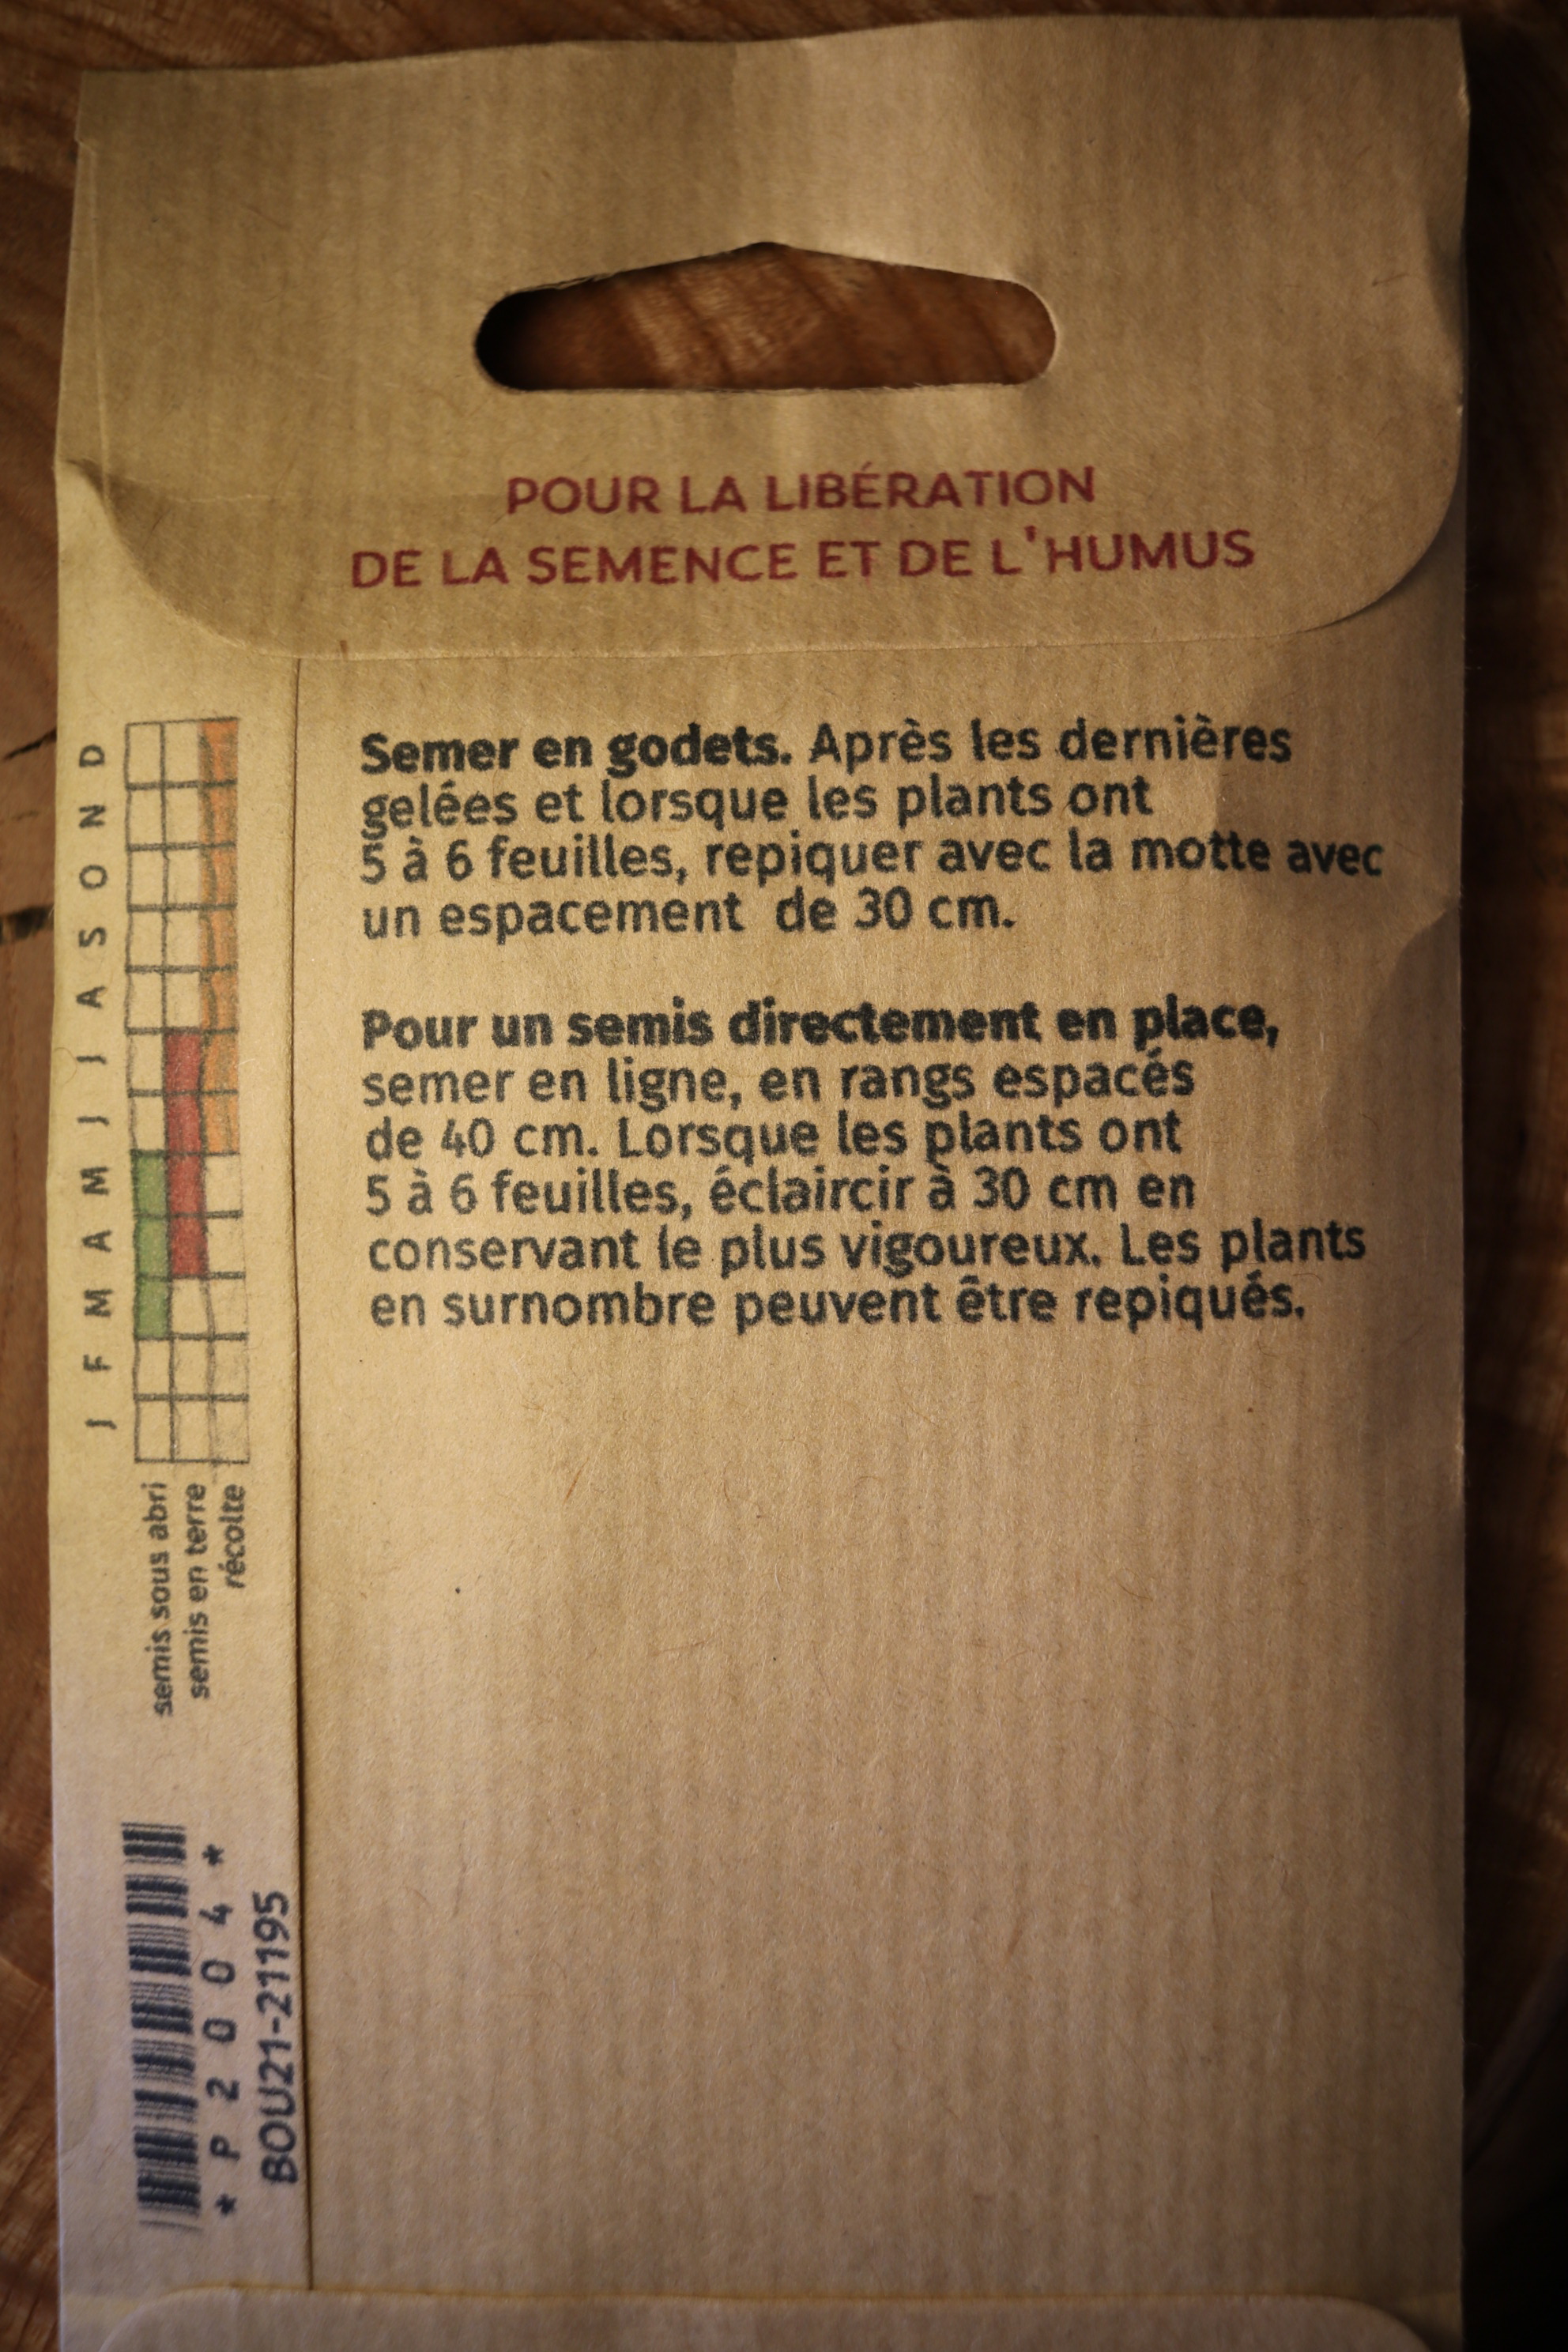 POUR LA LIBÉRATION
DE LA SEMENCE ET DE L'HUMUS
Semer en godets. Après les dernières
gelées et lorsque les plants ont
5 à 6 feuilles, repiquer avec la motte avec
un espacement de 30 cm.
Pour un semis directement en place,
semer en ligne, en rangs espacés
de 40 cm. Lorsque les plants ont
5 à 6 feuilles, éclaircir à 30 cm en
conservant le plus vigoureux. Les plants
en surnombre peuvent être repiqués.
J F M A M J J A S O N D
semis sous abri
semis en terre
récolte
* P 2 0 0 4 *
BOU21-21195